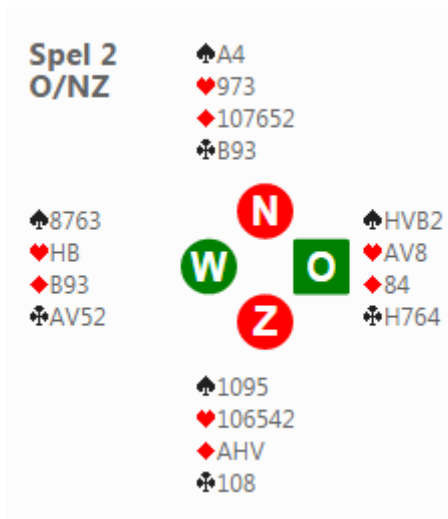 Spel 2
O/NZ
♠A4
♥973
♦107652
♣B93
♠8763
♥HB
♦B93
♣AV52
N
W O
Z
♠HVB2
♥AV8
♦84
♣H764
♠1095
♥106542
♦AHV
♣108